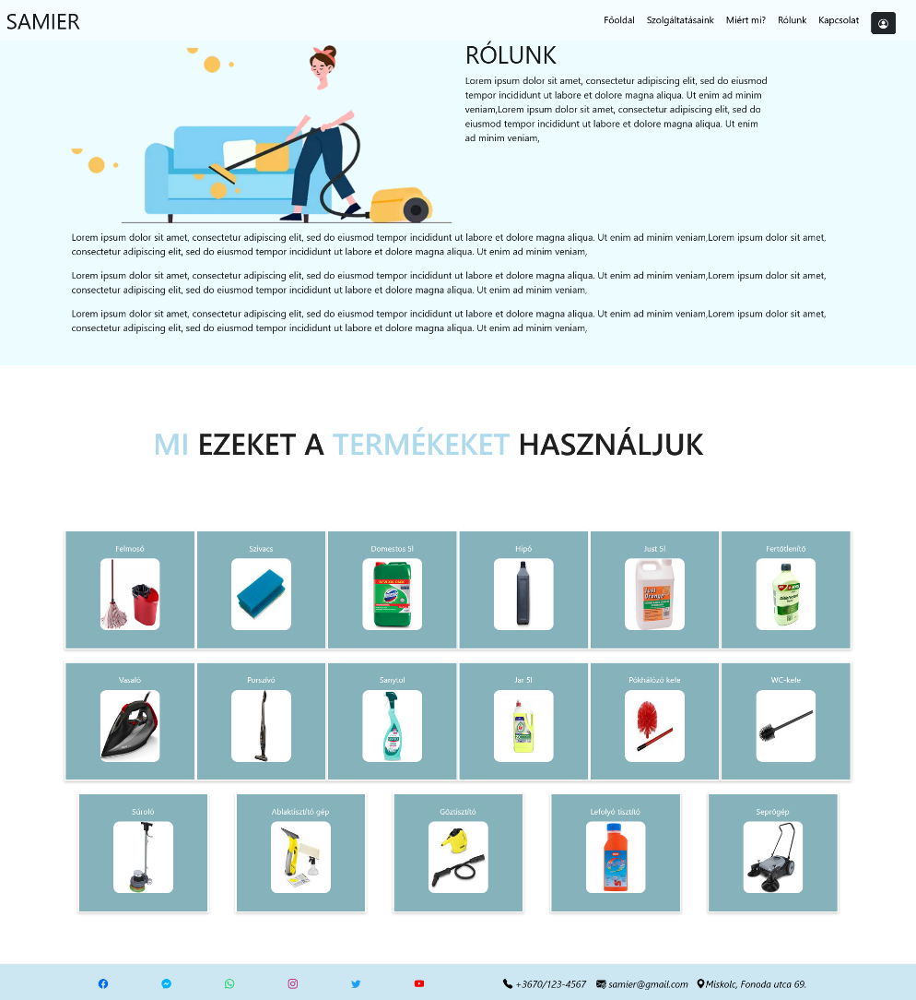 SAMIER
Főoldal Szolgáltatásaink Miért mi? Rólunk Kapcsolat
RÓLUNK
Lorem ipsum dolor sit amet, consectetur adipiscing elit, sed do eiusmod
tempor incididunt ut labore et dolore magna aliqua. Ut enim ad minim
veniam,Lorem ipsum dolor sit amet, consectetur adipiscing elit, sed do
eiusmod tempor incididunt ut labore et dolore magna aliqua. Ut enim
ad minim veniam,
Lorem ipsum dolor sit amet, consectetur adipiscing elit, sed do eiusmod tempor incididunt ut labore et dolore magna aliqua. Ut enim ad minim veniam,Lorem ipsum dolor sit amet,
consectetur adipiscing elit, sed do eiusmod tempor incididunt ut labore et dolore magna aliqua. Ut enim ad minim veniam,
Lorem ipsum dolor sit amet, consectetur adipiscing elit, sed do eiusmod tempor incididunt ut labore et dolore magna aliqua. Ut enim ad minim veniam,Lorem ipsum dolor sit amet,
consectetur adipiscing elit, sed do eiusmod tempor incididunt ut labore et dolore magna aliqua. Ut enim ad minim veniam,
Lorem ipsum dolor sit amet, consectetur adipiscing elit, sed do eiusmod tempor incididunt ut labore et dolore magna aliqua. Ut enim ad minim veniam,Lorem ipsum dolor sit amet,
consectetur adipiscing elit, sed do eiusmod tempor incididunt ut labore et dolore magna aliqua. Ut enim ad minim veniam,
MI EZEKET A TERMÉKEKET HASZNÁLJUK
Felmosó Szivacs Domestos 5l Hipó Just 5l Fertőtlenítő
Just
Orange
Vasaló Porszívó Sanytol Jar 5l Pókhálózó kefe WC-kefe
Súroló Ablaktisztító gép Gőztisztító Lefolyó tisztító Seprőgép
+3670/123-4567 samier@gmail.com Miskolc, Fonoda utca 69.